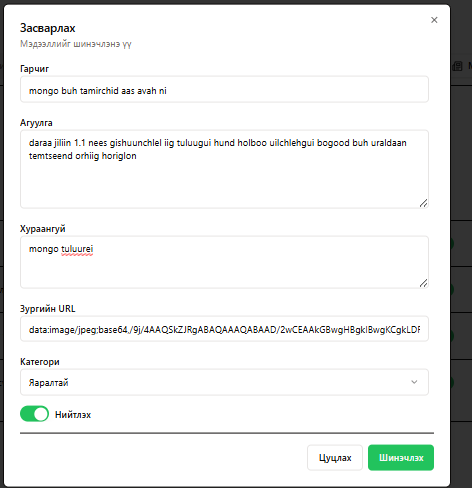 Засварлах
Мэдээллийг шинэчлэнэ үү
Гарчиг
mongo buh tamirchid aas avah ni
Агуулга
daraa jiliin 1.1 nees gishuunchlel iig tuluugui hund holboo uilchlehgui bogood buh uraldaan
temtseend orhiig horiglon
Хураангуй
mongo tuluurei
Зургийн URL
data:image/jpeg;base64,/9j/4AAQSkZJRgABAQAAAQABAAD/2wCEAAkGBwgHBgkIBwgKCgkLDR
Категори
Яаралтай
Нийтлэх
Цуцлах
Шинэчлэх